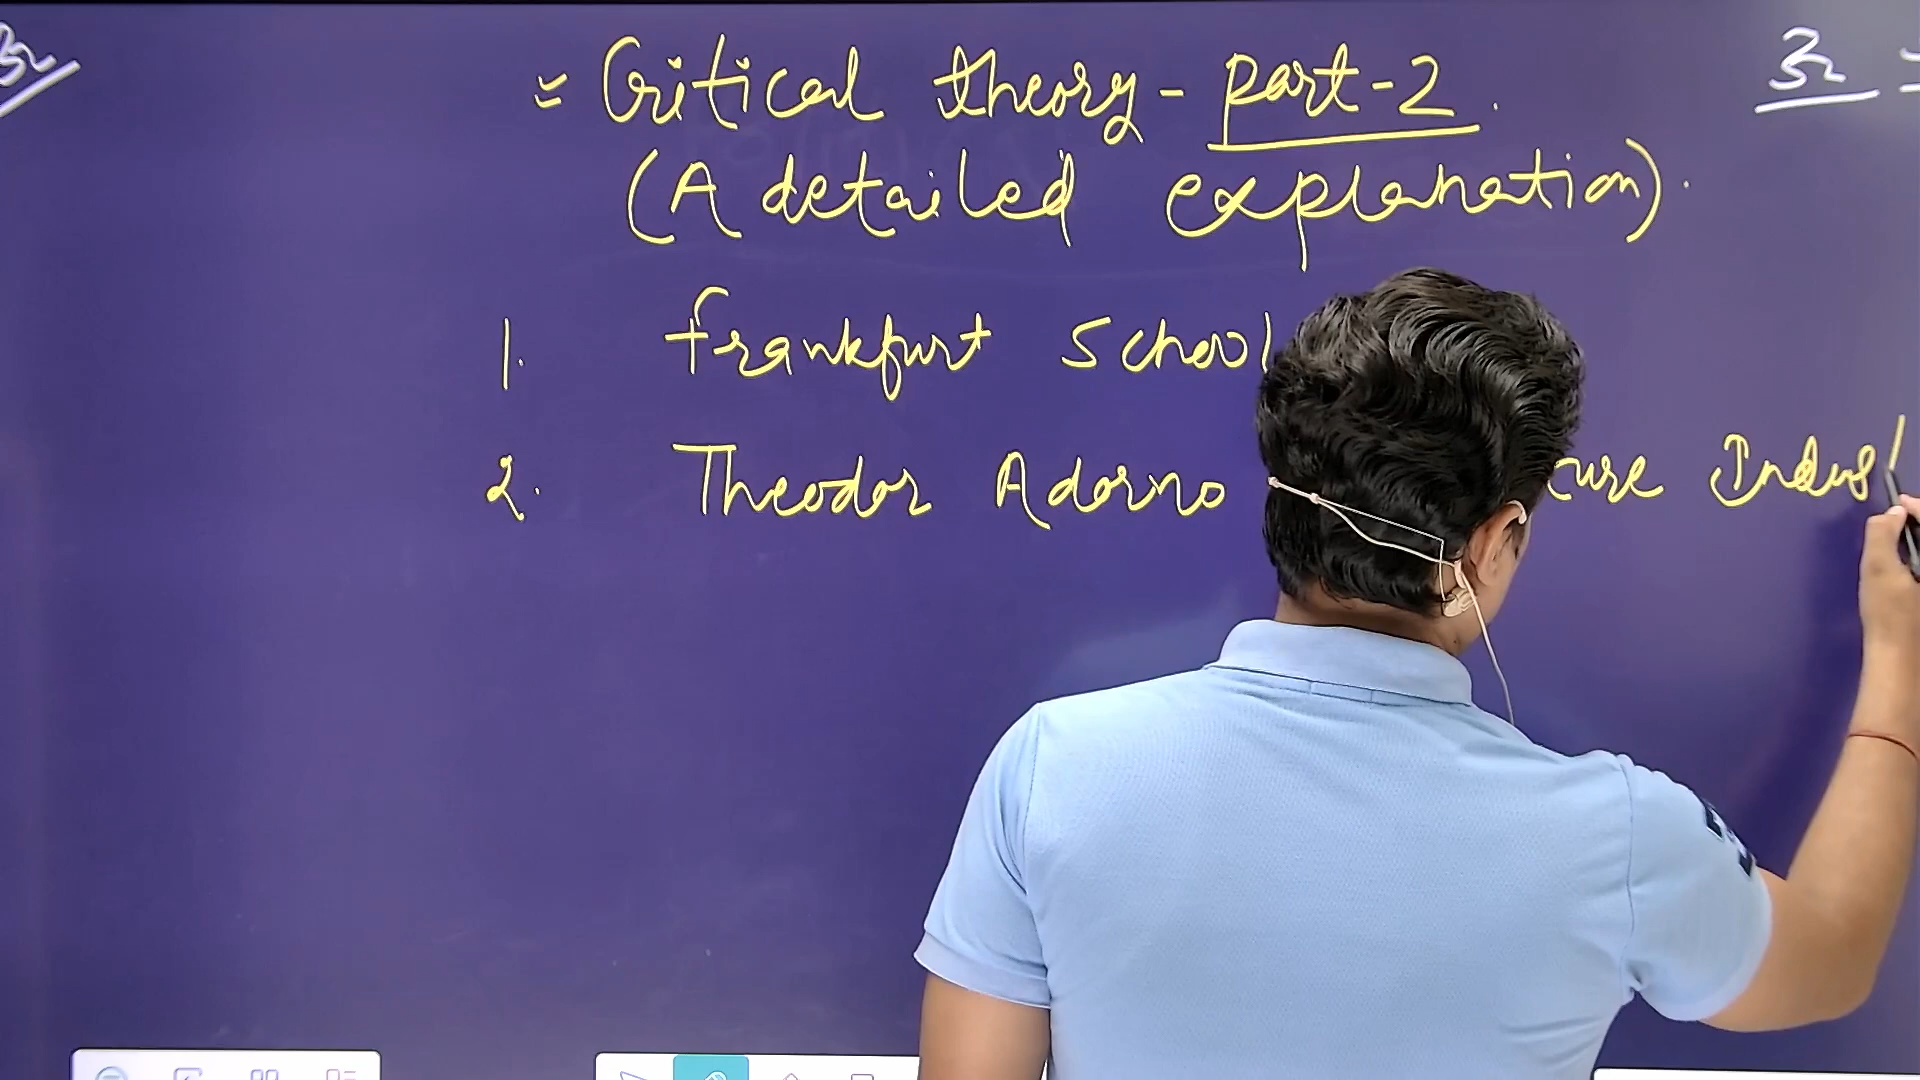 = Critical theory - part-2.
(A detailed explanation).
1. frankfurt School
2. Theodor Adorno